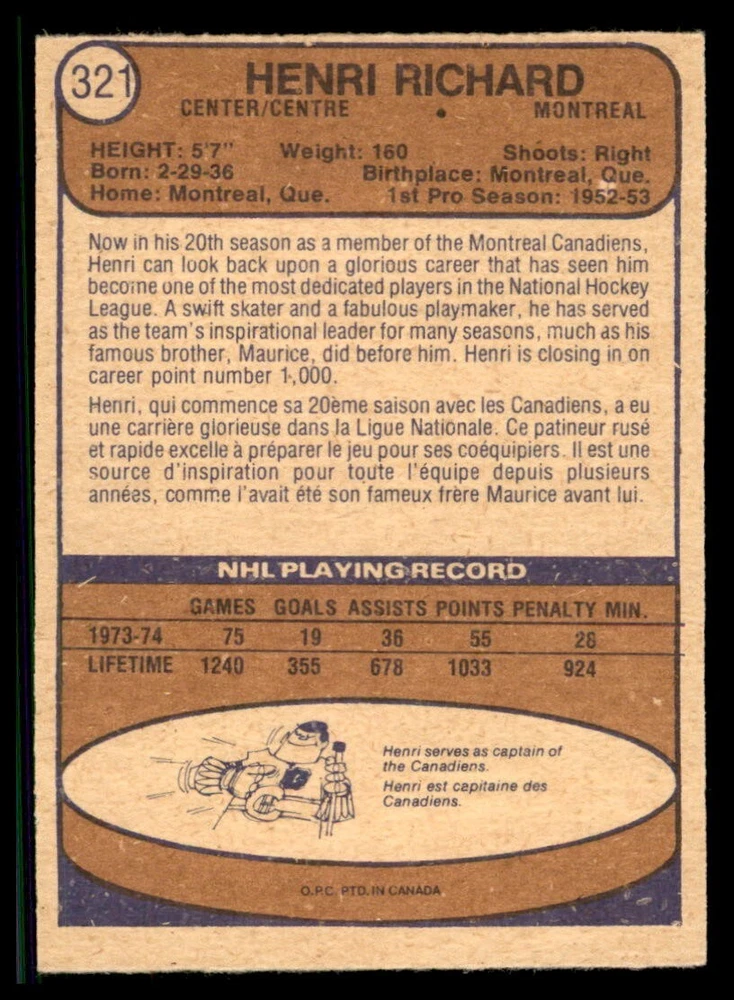 321
HENRI RICHARD
CENTER/CENTRE • MONTREAL
HEIGHT: 5'7" Weight: 160 Shoots: Right
Born: 2-29-36 Birthplace: Montreal, Que.
Home: Montreal, Que. 1st Pro Season: 1952-53
Now in his 20th season as a member of the Montreal Canadiens,
Henri can look back upon a glorious career that has seen him
become one of the most dedicated players in the National Hockey
League. A swift skater and a fabulous playmaker, he has served
as the team's inspirational leader for many seasons, much as his
famous brother, Maurice, did before him. Henri is closing in on
career point number 1,000.
Henri, qui commence sa 20ème saison avec les Canadiens, a eu
une carrière glorieuse dans la Ligue Nationale. Ce patineur rusé
et rapide excelle à préparer le jeu pour ses coéquipiers. Il est une
source d'inspiration pour toute l'équipe depuis plusieurs
années, comme l'avait été son fameux frère Maurice avant lui.
NHL PLAYING RECORD
GAMES GOALS ASSISTS POINTS PENALTY MIN.
1973-74 75 19 36 55 28
LIFETIME 1240 355 678 1033 924
Henri serves as captain of
the Canadiens.
Henri est capitaine des
Canadiens.
O.P.C. PTD. IN CANADA